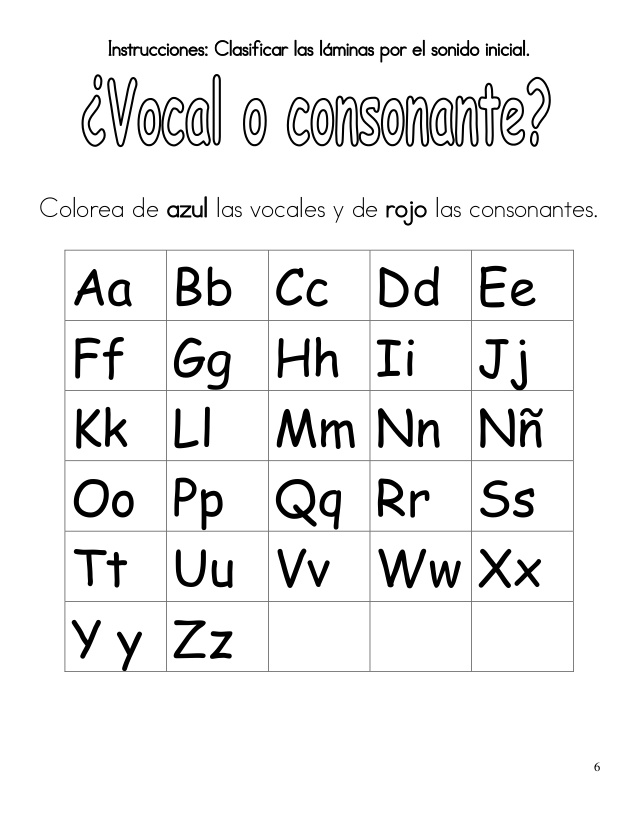 Instrucciones: Clasificar las láminas por el sonido inicial.
¿Vocal o consonante?
Colorea de azul las vocales y de rojo las consonantes.
Aa Bb Cc Dd Ee
Ff Gg Hh Ii Jj
Kk Ll Mm Nn Nñ
Oo Pp Qq Rr Ss
Tt Uu Vv Ww Xx
Y y Zz
6